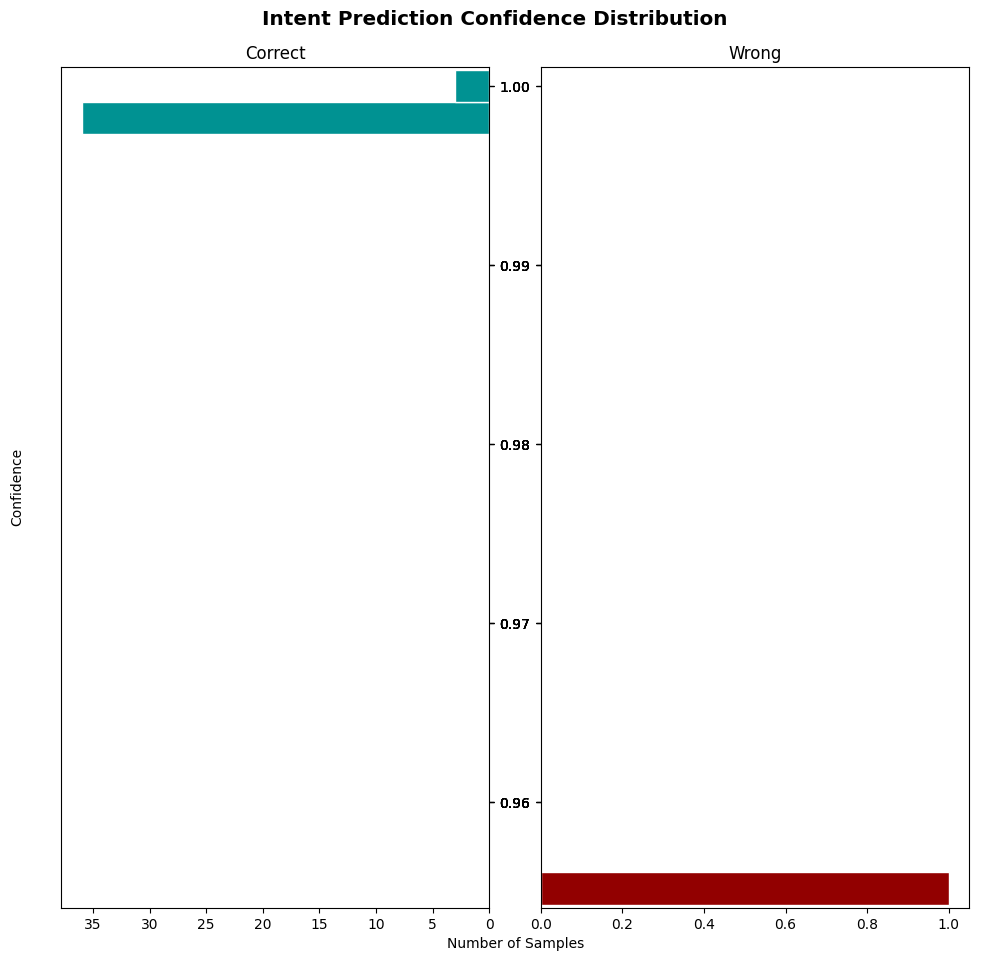 Intent Prediction Confidence Distribution
Correct
Wrong
1.00
0.99
0.98
0.97
0.96
Confidence
35 30 25 20 15 10 5 0
0.0 0.2 0.4 0.6 0.8 1.0
Number of Samples